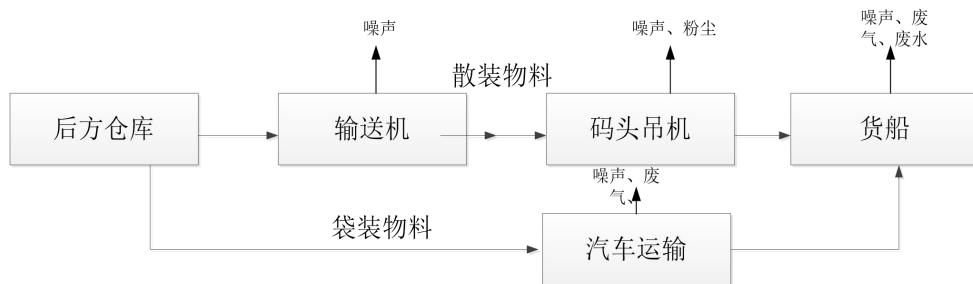 噪声
噪声、粉尘
噪声、废
气、废水
散装物料
后方仓库
输送机
码头吊机
货船
噪声、废
气、
袋装物料
汽车运输